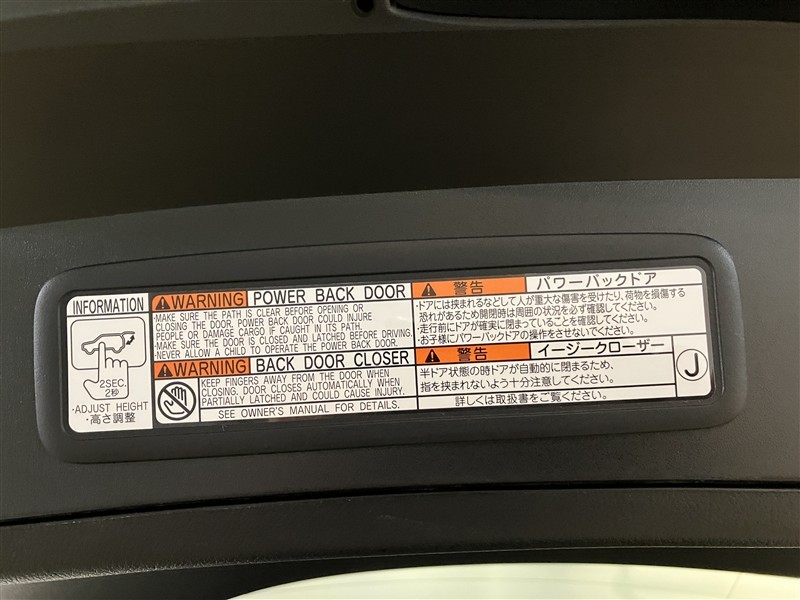 INFORMATION
2SEC.
2秒
・ADJUST HEIGHT
・高さ調整
WARNING POWER BACK DOOR
・MAKE SURE THE PATH IS CLEAR BEFORE OPENING OR
CLOSING THE DOOR. POWER BACK DOOR COULD INJURE
PEOPLE OR DAMAGE CARGO IF CAUGHT IN ITS PATH.
・MAKE SURE THE DOOR IS CLOSED AND LATCHED BEFORE DRIVING.
・NEVER ALLOW A CHILD TO OPERATE THE POWER BACK DOOR.
WARNING BACK DOOR CLOSER
KEEP FINGERS AWAY FROM THE DOOR WHEN
CLOSING. DOOR CLOSES AUTOMATICALLY WHEN
PARTIALLY LATCHED AND COULD CAUSE INJURY.
SEE OWNER'S MANUAL FOR DETAILS.
警告 パワーバックドア
・ドアには挟まれるなどして人が重大な傷害を受けたり、荷物を損傷する
恐れがあるため開閉時は周囲の状況を必ず確認してください。
・走行前にドアが確実に閉まっていることを確認してください。
・お子様にパワーバックドアの操作をさせないでください。
警告 イージークローザー
半ドア状態の時ドアが自動的に閉まるため、
指を挟まれないよう十分注意してください。
詳しくは取扱書をご覧ください。
J